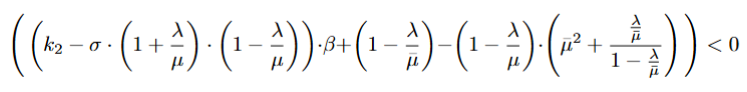 ( ( k₂ − σ · ( 1 + λ/μ ) · ( 1 − λ/μ ) ) · β + ( 1 − λ/μ̄ ) − ( 1 − λ/μ ) · ( μ̄² + (λ/μ̄)/(1 − λ/μ̄) ) ) < 0